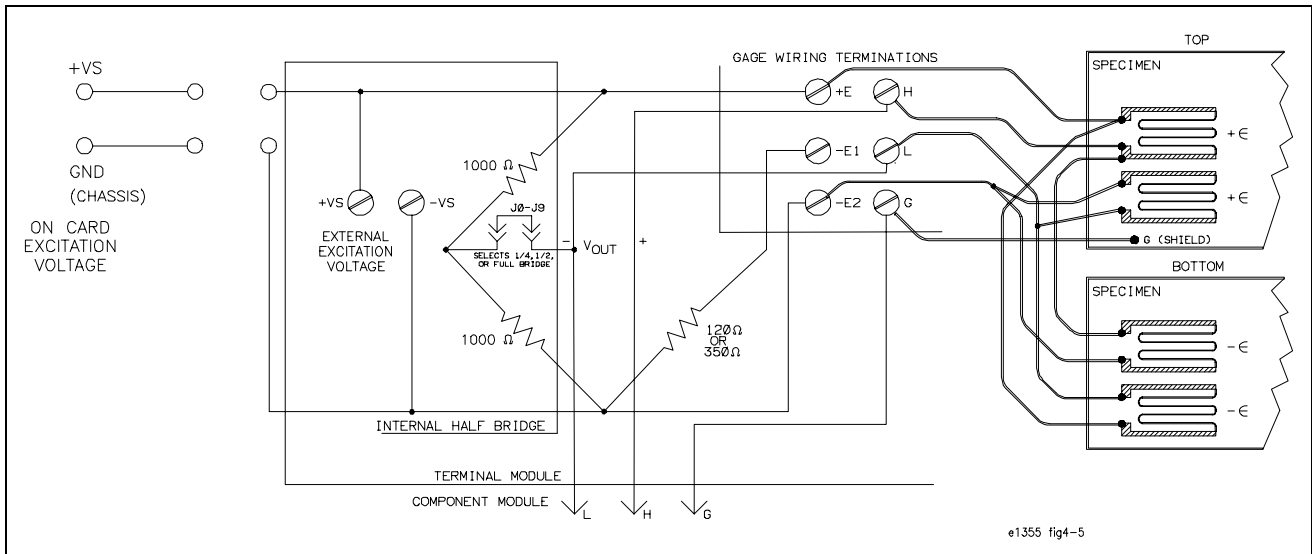 +VS
GND
(CHASSIS)
ON CARD
EXCITATION
VOLTAGE
+VS
-VS
EXTERNAL
EXCITATION
VOLTAGE
1000 Ω
JØ-J9
SELECTS 1/4,1/2,
OR FULL BRIDGE
1000 Ω
- VOUT +
120Ω
OR
350Ω
INTERNAL HALF BRIDGE
TERMINAL MODULE
COMPONENT MODULE
L
H
G
GAGE WIRING TERMINATIONS
+E
H
-E1
L
-E2
G
TOP
SPECIMEN
+∈
+∈
G (SHIELD)
BOTTOM
SPECIMEN
-∈
-∈
e1355 fig4-5